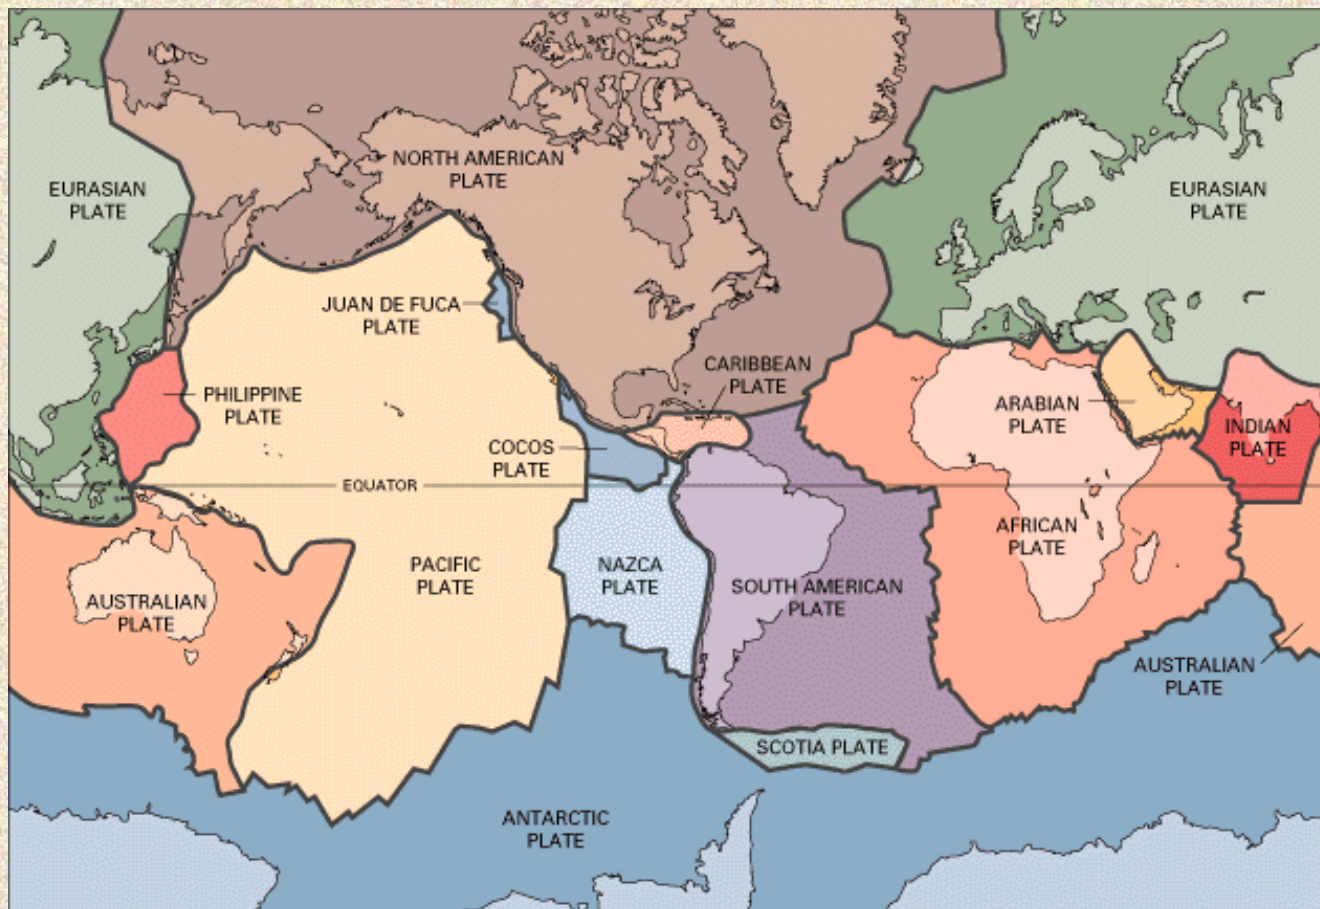 NORTH AMERICAN
PLATE
EURASIAN
PLATE
EURASIAN
PLATE
JUAN DE FUCA
PLATE
CARIBBEAN
PLATE
PHILIPPINE
PLATE
ARABIAN
PLATE
INDIAN
PLATE
COCOS
PLATE
EQUATOR
AFRICAN
PLATE
PACIFIC
PLATE
NAZCA
PLATE
SOUTH AMERICAN
PLATE
AUSTRALIAN
PLATE
AUSTRALIAN
PLATE
SCOTIA PLATE
ANTARCTIC
PLATE